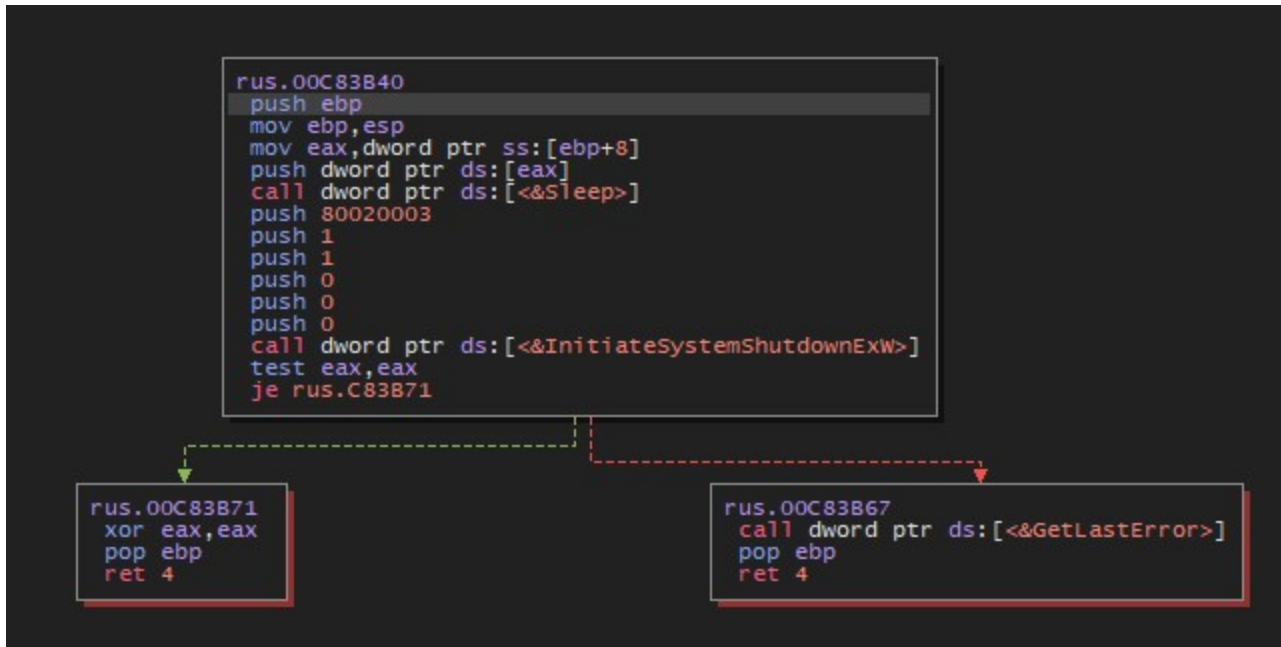 rus.00C83B40
push ebp
mov ebp,esp
mov eax,dword ptr ss:[ebp+8]
push dword ptr ds:[eax]
call dword ptr ds:[<&Sleep>]
push 80020003
push 1
push 1
push 0
push 0
push 0
call dword ptr ds:[<&InitiateSystemShutdownExW>]
test eax,eax
je rus.C83B71
rus.00C83B71
xor eax,eax
pop ebp
ret 4
rus.00C83B67
call dword ptr ds:[<&GetLastError>]
pop ebp
ret 4